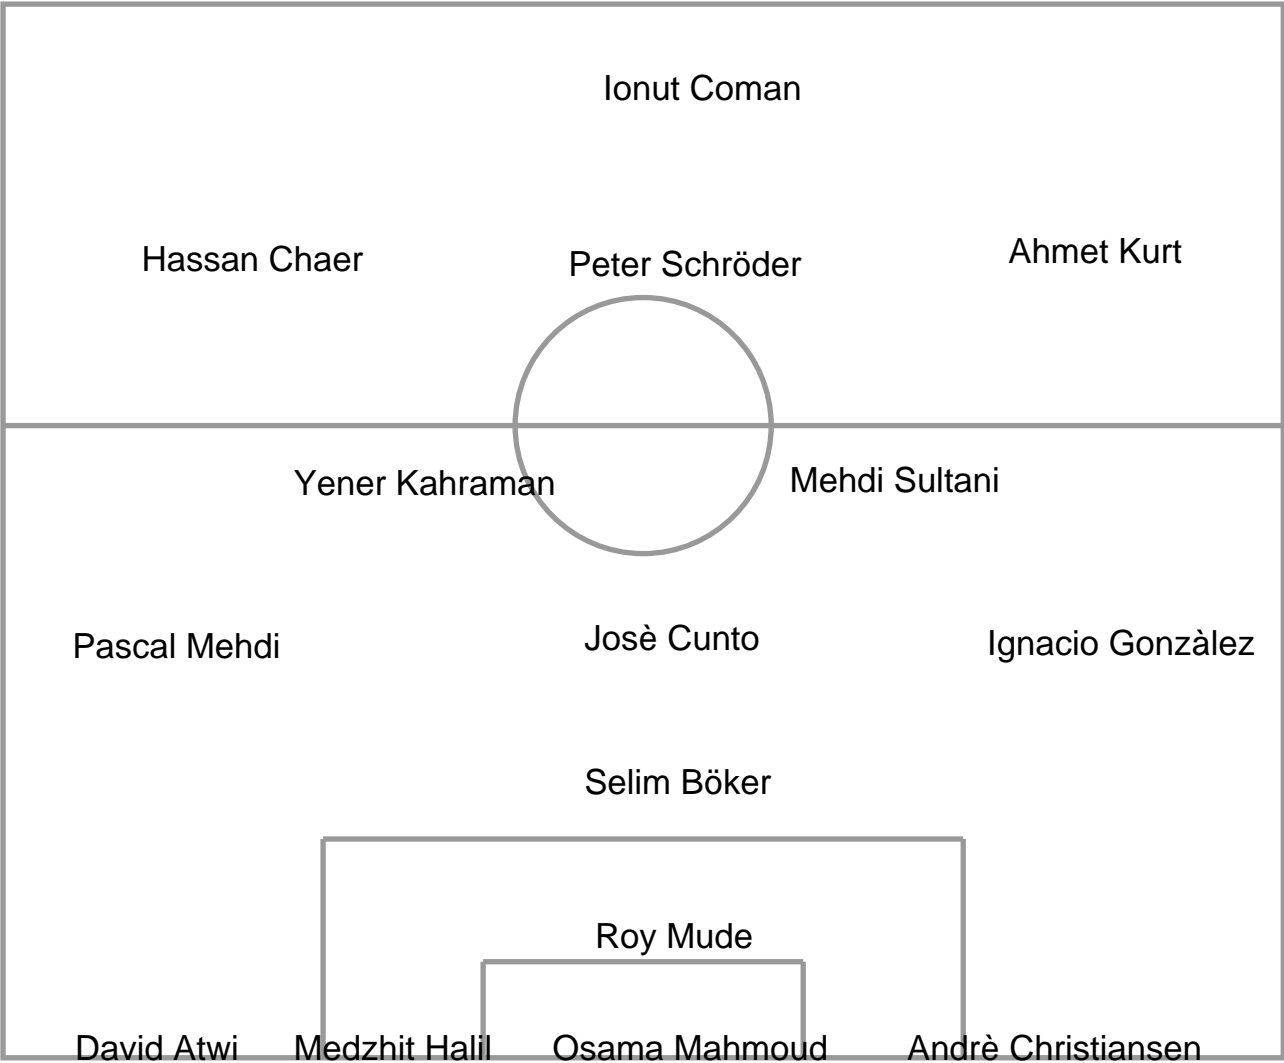 Ionut Coman
Hassan Chaer Peter Schröder Ahmet Kurt
Yener Kahraman Mehdi Sultani
Pascal Mehdi Josè Cunto Ignacio Gonzàlez
Selim Böker
Roy Mude
David Atwi Medzhit Halil Osama Mahmoud Andrè Christiansen